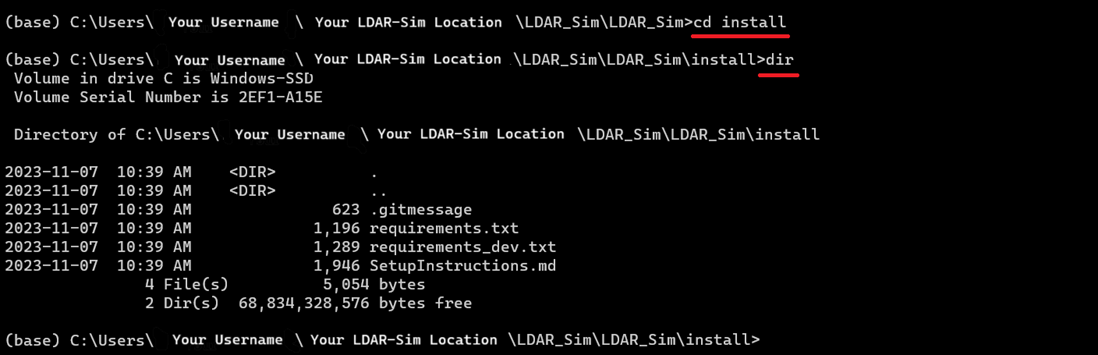 (base) C:\Users\ Your Username \ Your LDAR-Sim Location \LDAR_Sim\LDAR_Sim>cd install
(base) C:\Users\ Your Username \ Your LDAR-Sim Location \LDAR_Sim\LDAR_Sim\install>dir
Volume in drive C is Windows-SSD
Volume Serial Number is 2EF1-A15E
Directory of C:\Users\ Your Username \ Your LDAR-Sim Location \LDAR_Sim\LDAR_Sim\install
2023-11-07  10:39 AM    <DIR>          .
2023-11-07  10:39 AM    <DIR>          ..
2023-11-07  10:39 AM               623 .gitmessage
2023-11-07  10:39 AM             1,196 requirements.txt
2023-11-07  10:39 AM             1,289 requirements_dev.txt
2023-11-07  10:39 AM             1,946 SetupInstructions.md
4 File(s)          5,054 bytes
2 Dir(s)  68,834,328,576 bytes free
(base) C:\Users\ Your Username \ Your LDAR-Sim Location \LDAR_Sim\LDAR_Sim\install>